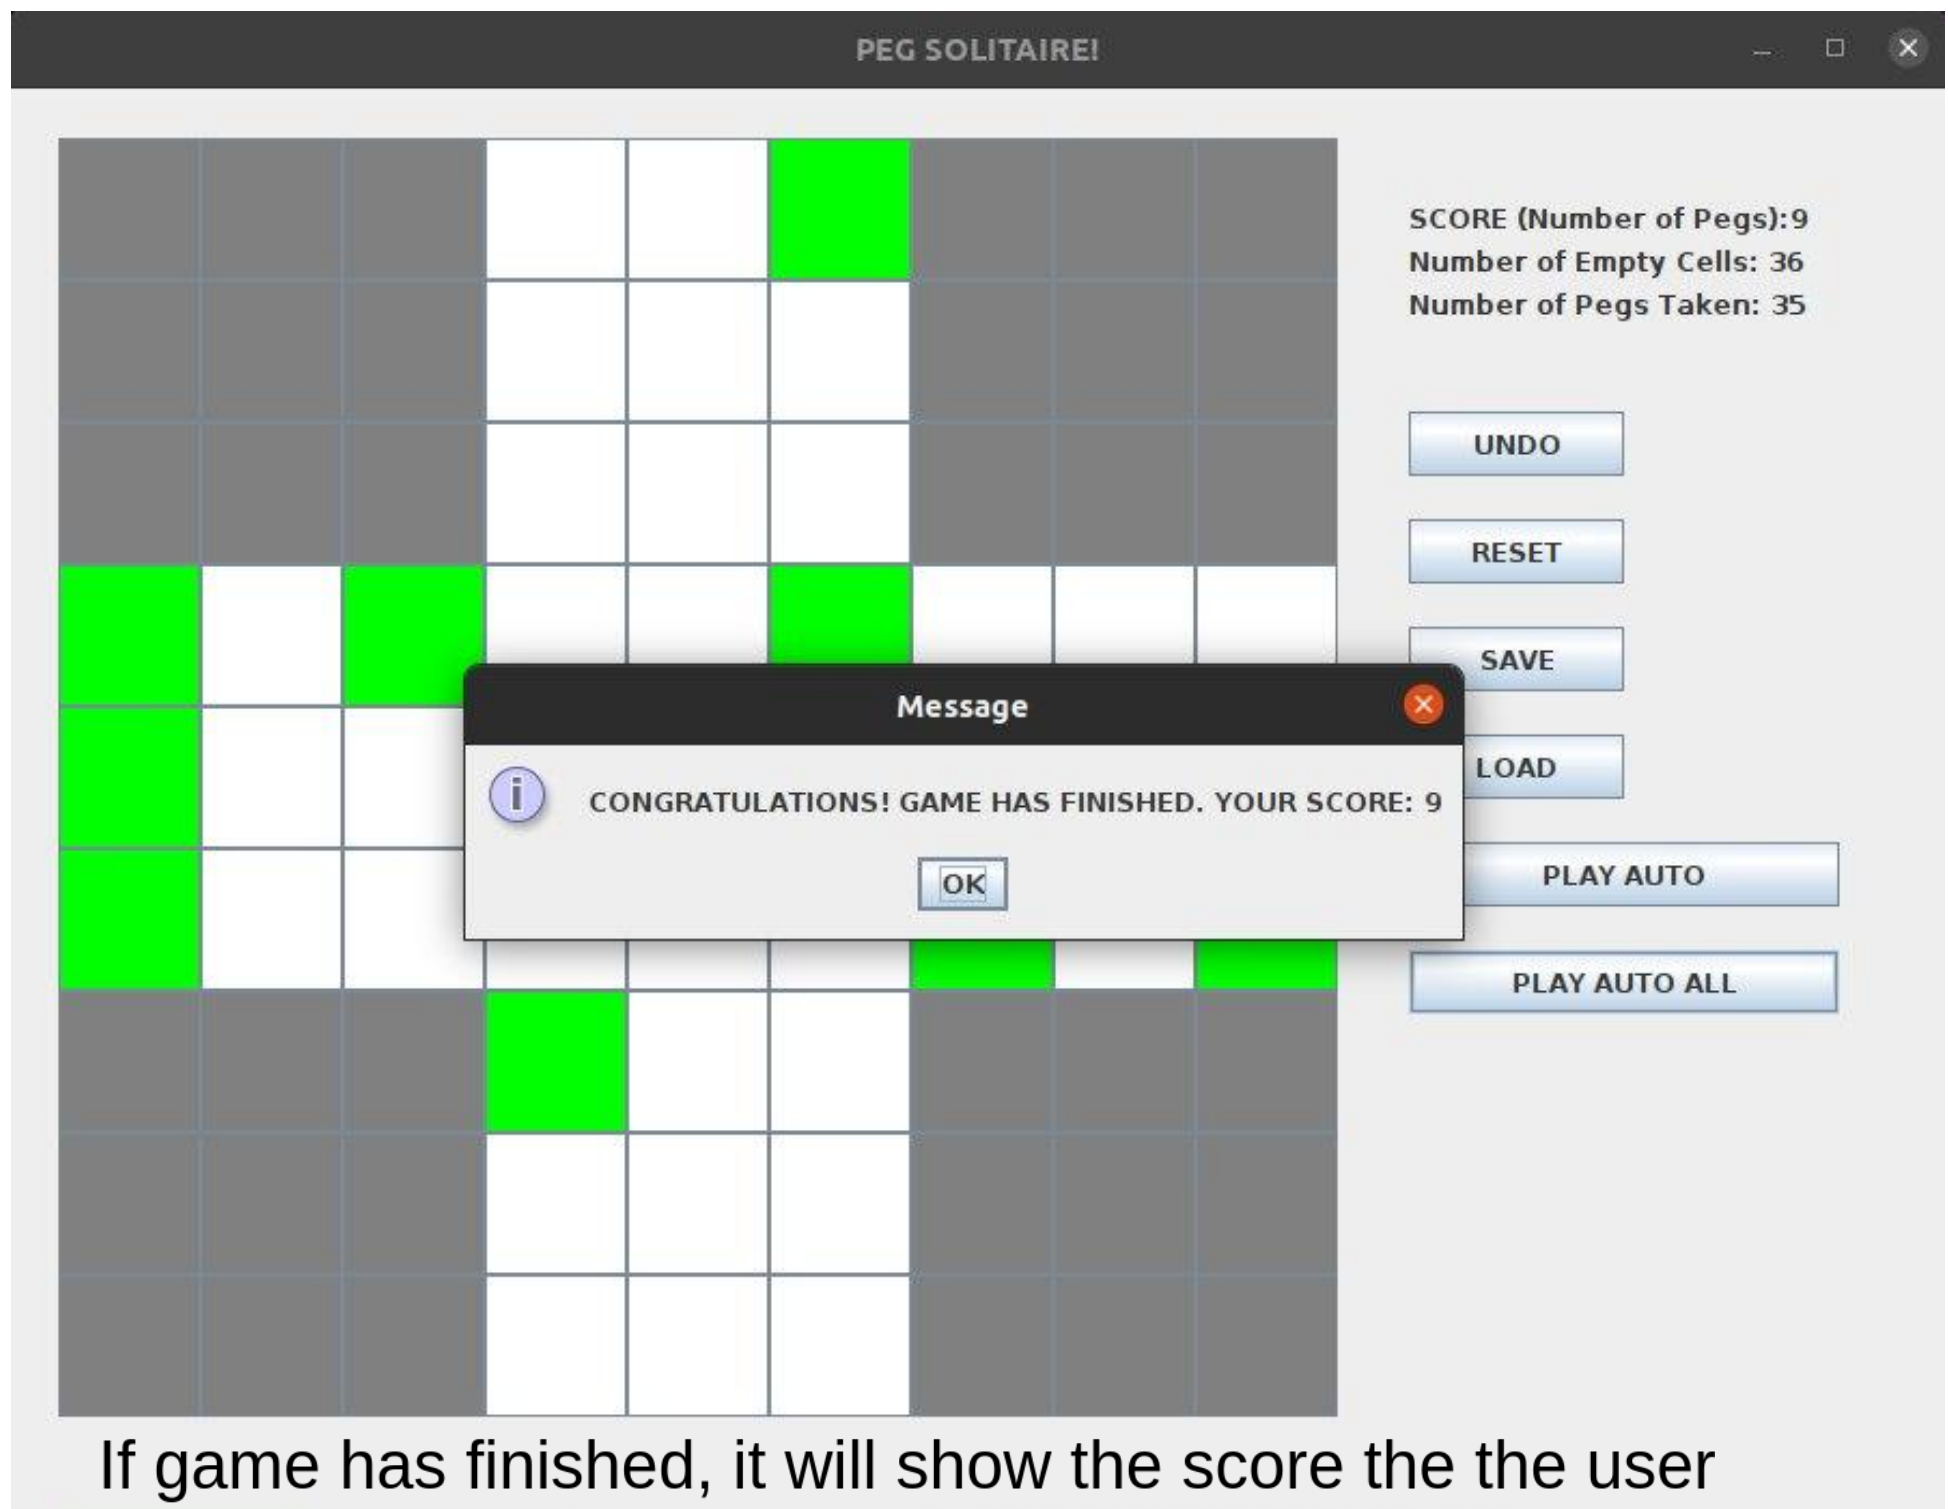 PEG SOLITAIRE!
SCORE (Number of Pegs):9
Number of Empty Cells: 36
Number of Pegs Taken: 35
UNDO
RESET
SAVE
Message
LOAD
i
CONGRATULATIONS! GAME HAS FINISHED. YOUR SCORE: 9
OK
PLAY AUTO
PLAY AUTO ALL
If game has finished, it will show the score the the user